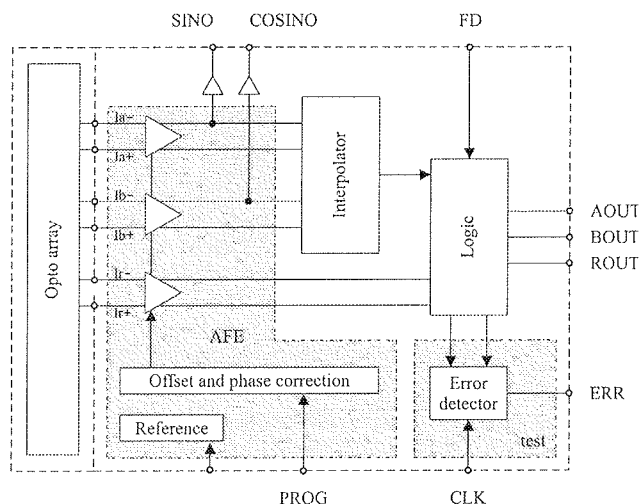 SINO
COSINO
FD
Ia−
Ia+
Ib−
Ib+
Ir−
Ir+
Opto array
Interpolator
Logic
AOUT
BOUT
ROUT
AFE
Offset and phase correction
Reference
Error
detector
ERR
test
PROG
CLK